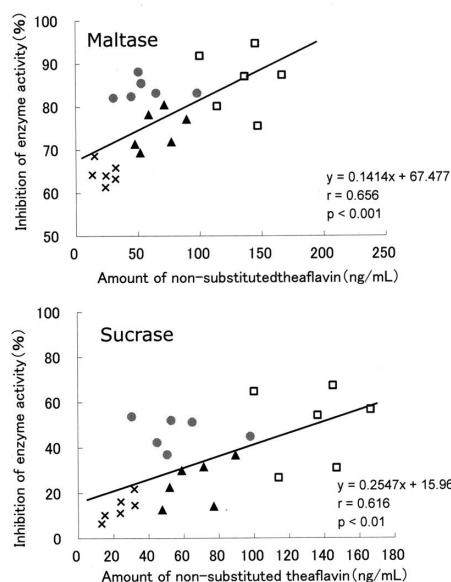 Maltase
Inhibition of enzyme activity(%)
100
90
80
70
60
50
y = 0.1414x + 67.477
r = 0.656
p < 0.001
0 50 100 150 200 250
Amount of non-substitutedtheaflavin(ng/mL)
Sucrase
Inhibition of enzyme activity(%)
100
80
60
40
20
0
y = 0.2547x + 15.96
r = 0.616
p < 0.01
0 20 40 60 80 100 120 140 160 180
Amount of non-substituted theaflavin(ng/mL)